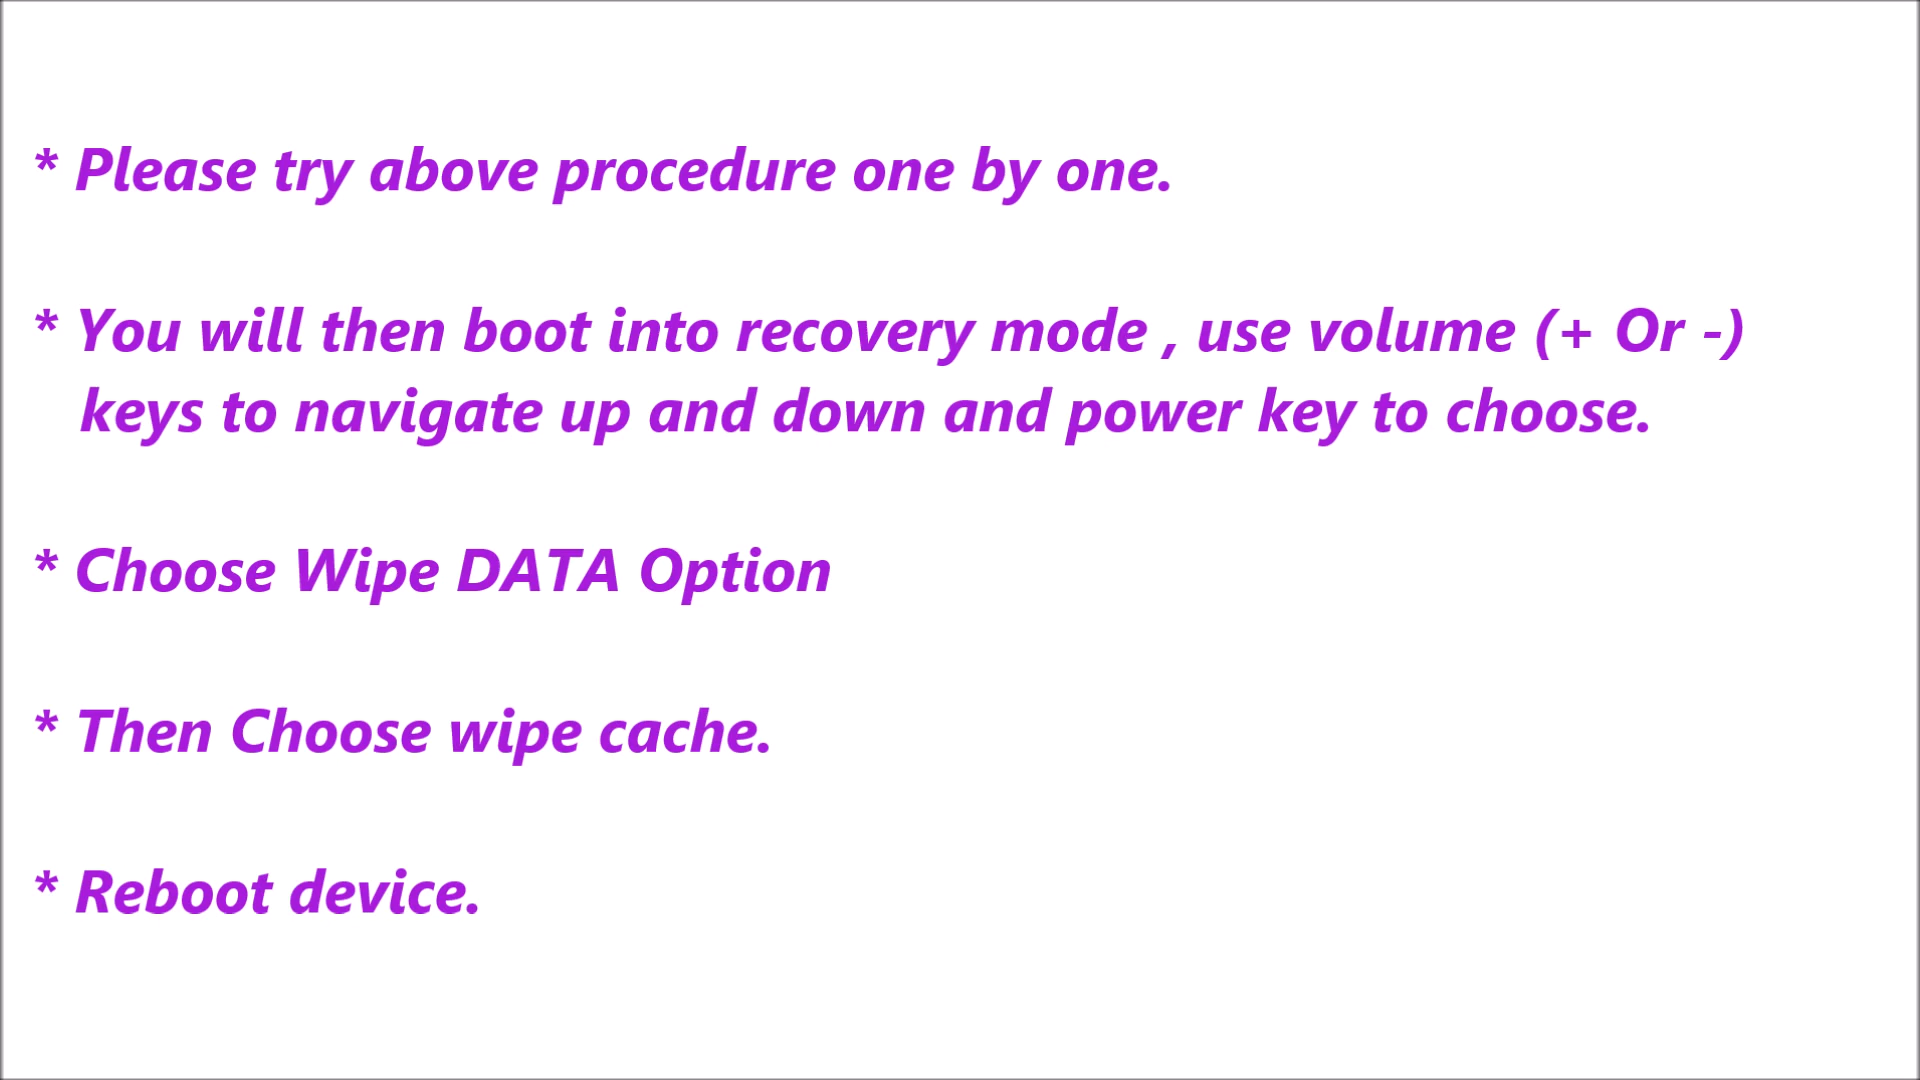 * Please try above procedure one by one.
* You will then boot into recovery mode , use volume (+ Or -)
keys to navigate up and down and power key to choose.
* Choose Wipe DATA Option
* Then Choose wipe cache.
* Reboot device.